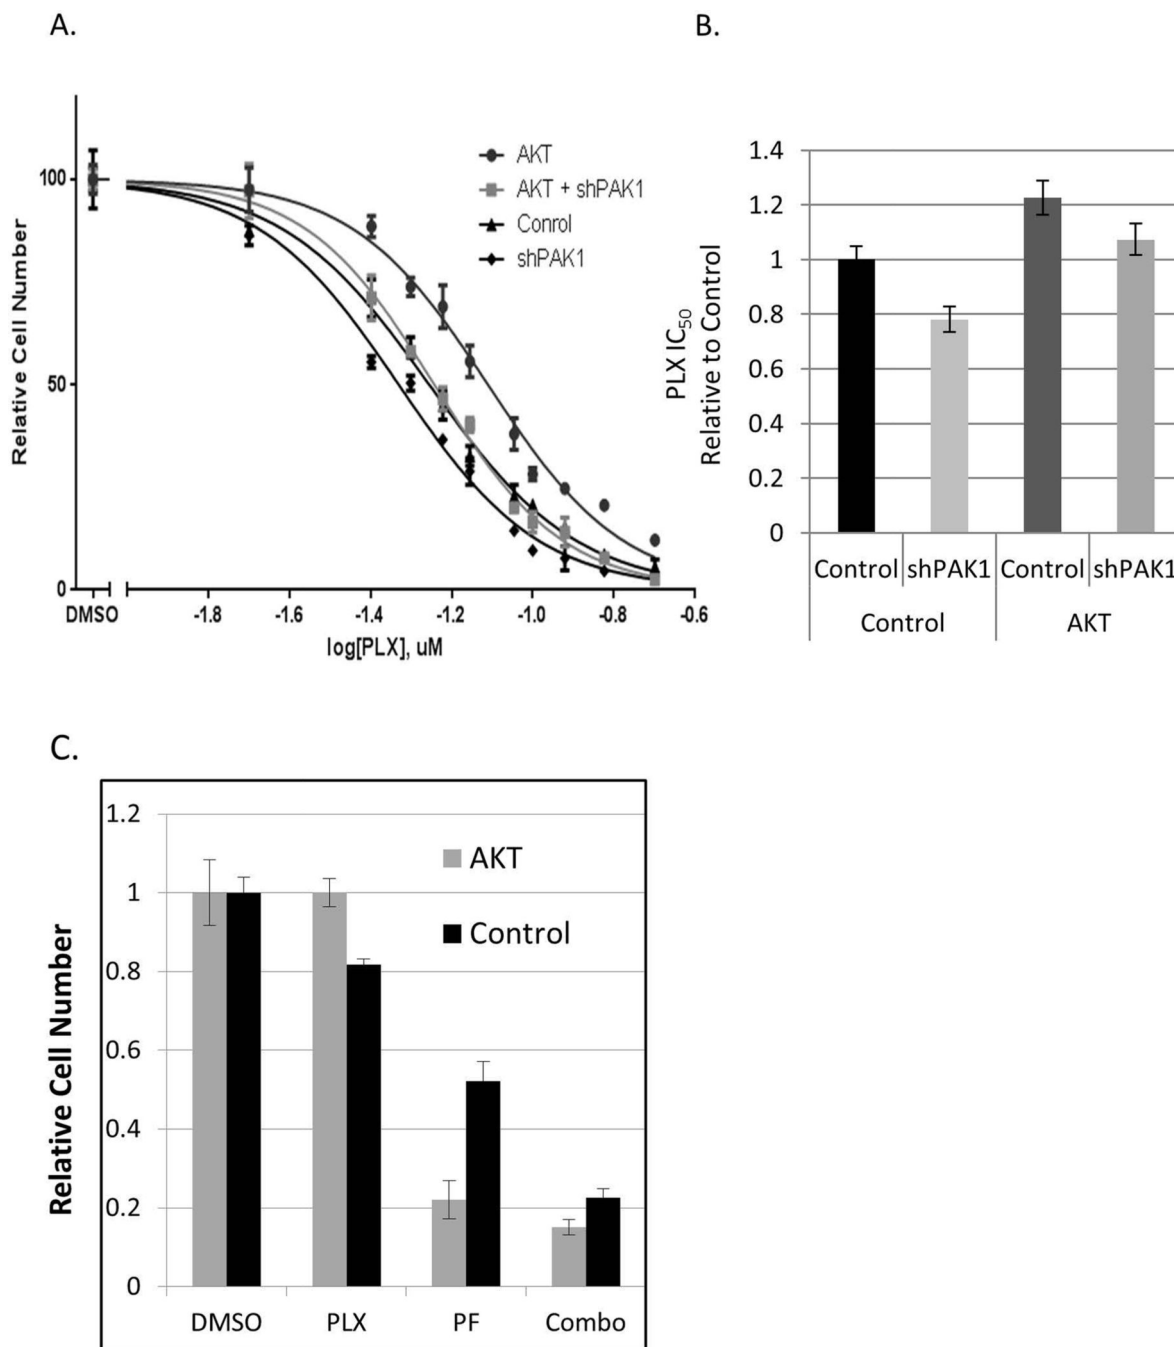 A.
B.
100
50
0
Relative Cell Number
AKT
AKT + shPAK1
Conrol
shPAK1
DMSO -1.8 -1.6 -1.4 -1.2 -1.0 -0.8 -0.6
log[PLX], uM
1.4
1.2
1
0.8
0.6
0.4
0.2
0
PLX IC50
Relative to Control
Control shPAK1 Control shPAK1
Control AKT
C.
1.2
1
0.8
0.6
0.4
0.2
0
Relative Cell Number
AKT
Control
DMSO PLX PF Combo